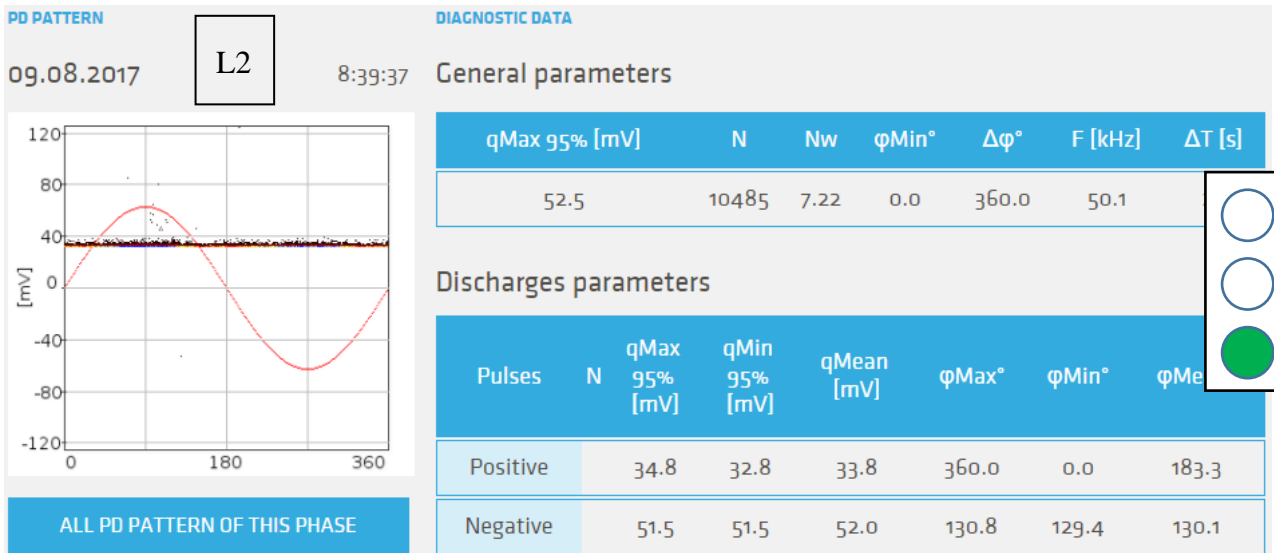 PD PATTERN
09.08.2017 L2 8:39:37
120
80
40
0
-40
-80
-120
[mV]
0 180 360
ALL PD PATTERN OF THIS PHASE
DIAGNOSTIC DATA
General parameters
qMax 95% [mV] N Nw φMin° Δφ° F [kHz] ΔT [s]
52.5 10485 7.22 0.0 360.0 50.1
Discharges parameters
Pulses N qMax 95% [mV] qMin 95% [mV] qMean [mV] φMax° φMin° φMe
Positive 34.8 32.8 33.8 360.0 0.0 183.3
Negative 51.5 51.5 52.0 130.8 129.4 130.1